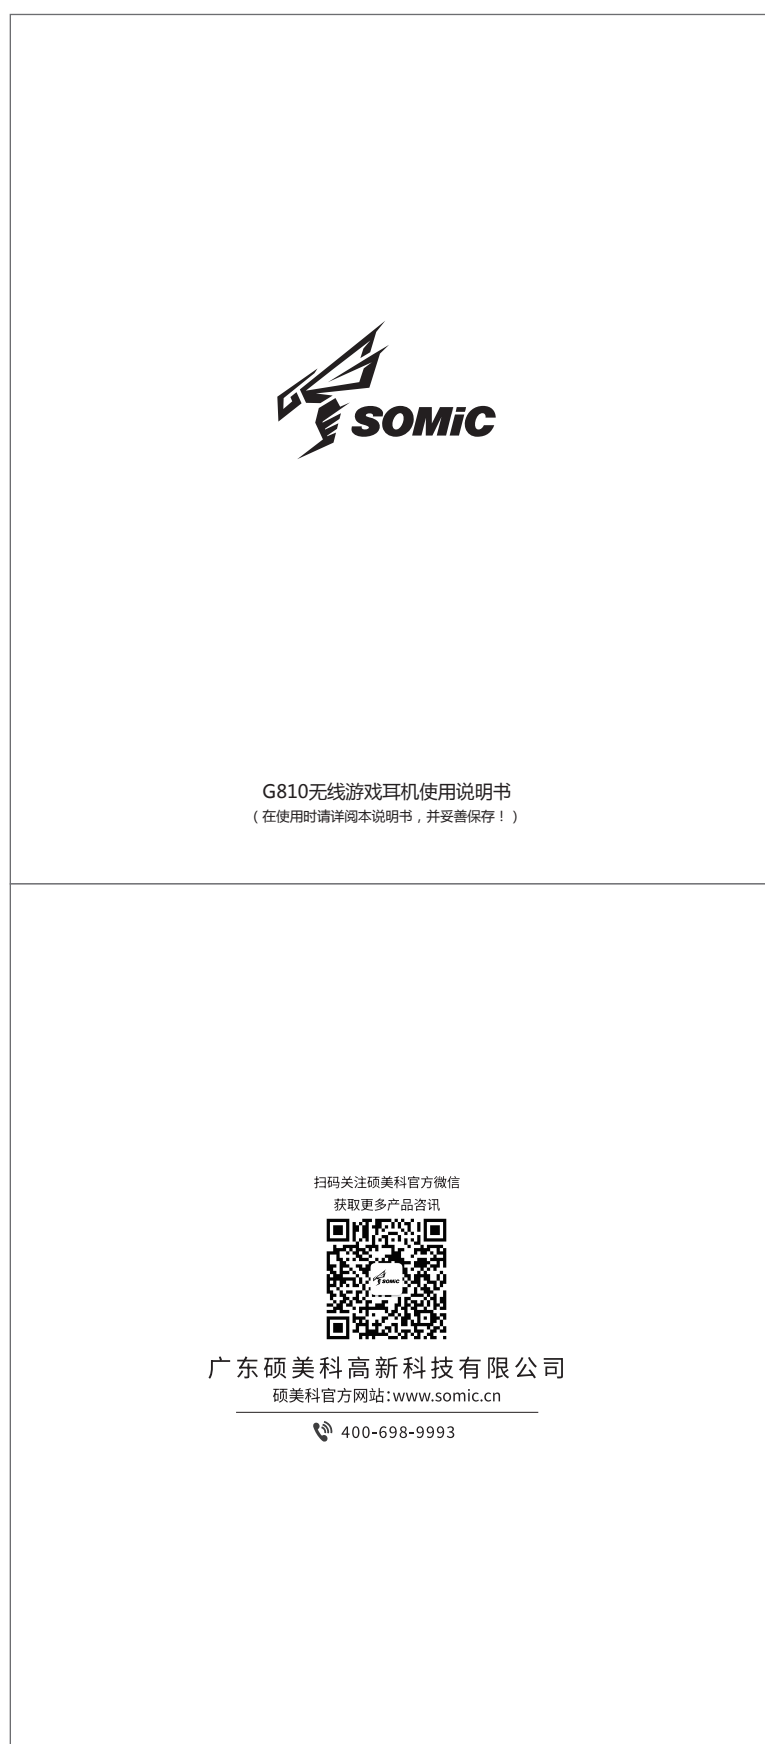 SOMiC
G810无线游戏耳机使用说明书
（在使用时请详阅本说明书，并妥善保存！）
扫码关注硕美科官方微信
获取更多产品咨讯
SOMiC
广东硕美科高新科技有限公司
硕美科官方网站:www.somic.cn
400-698-9993